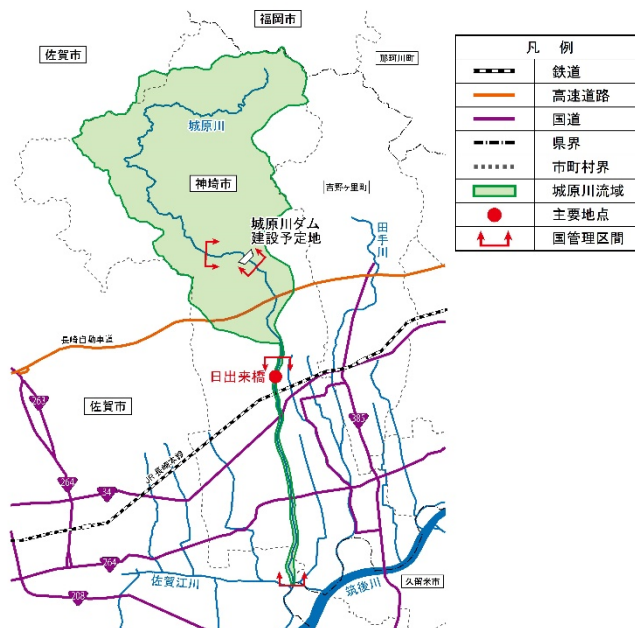 福岡市
佐賀市
那珂川町
城原川
神埼市
吉野ヶ里町
城原川ダム
建設予定地
田手川
長崎自動車道
日出来橋
263
佐賀市
385
264
34
JR 長崎本線
264
佐賀江川
筑後川
久留米市
208
凡 例
鉄道
高速道路
国道
県界
市町村界
城原川流域
主要地点
国管理区間